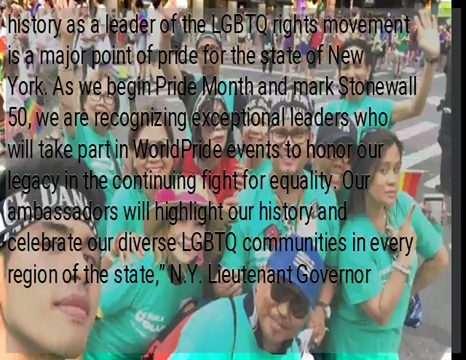 history as a leader of the LGBTQ rights movement
is a major point of pride for the state of New
York. As we begin Pride Month and mark Stonewall
50, we are recognizing exceptional leaders who
will take part in WorldPride events to honor our
legacy in the continuing fight for equality. Our
ambassadors will highlight our history and
celebrate our diverse LGBTQ communities in every
region of the state,” N.Y. Lieutenant Governor